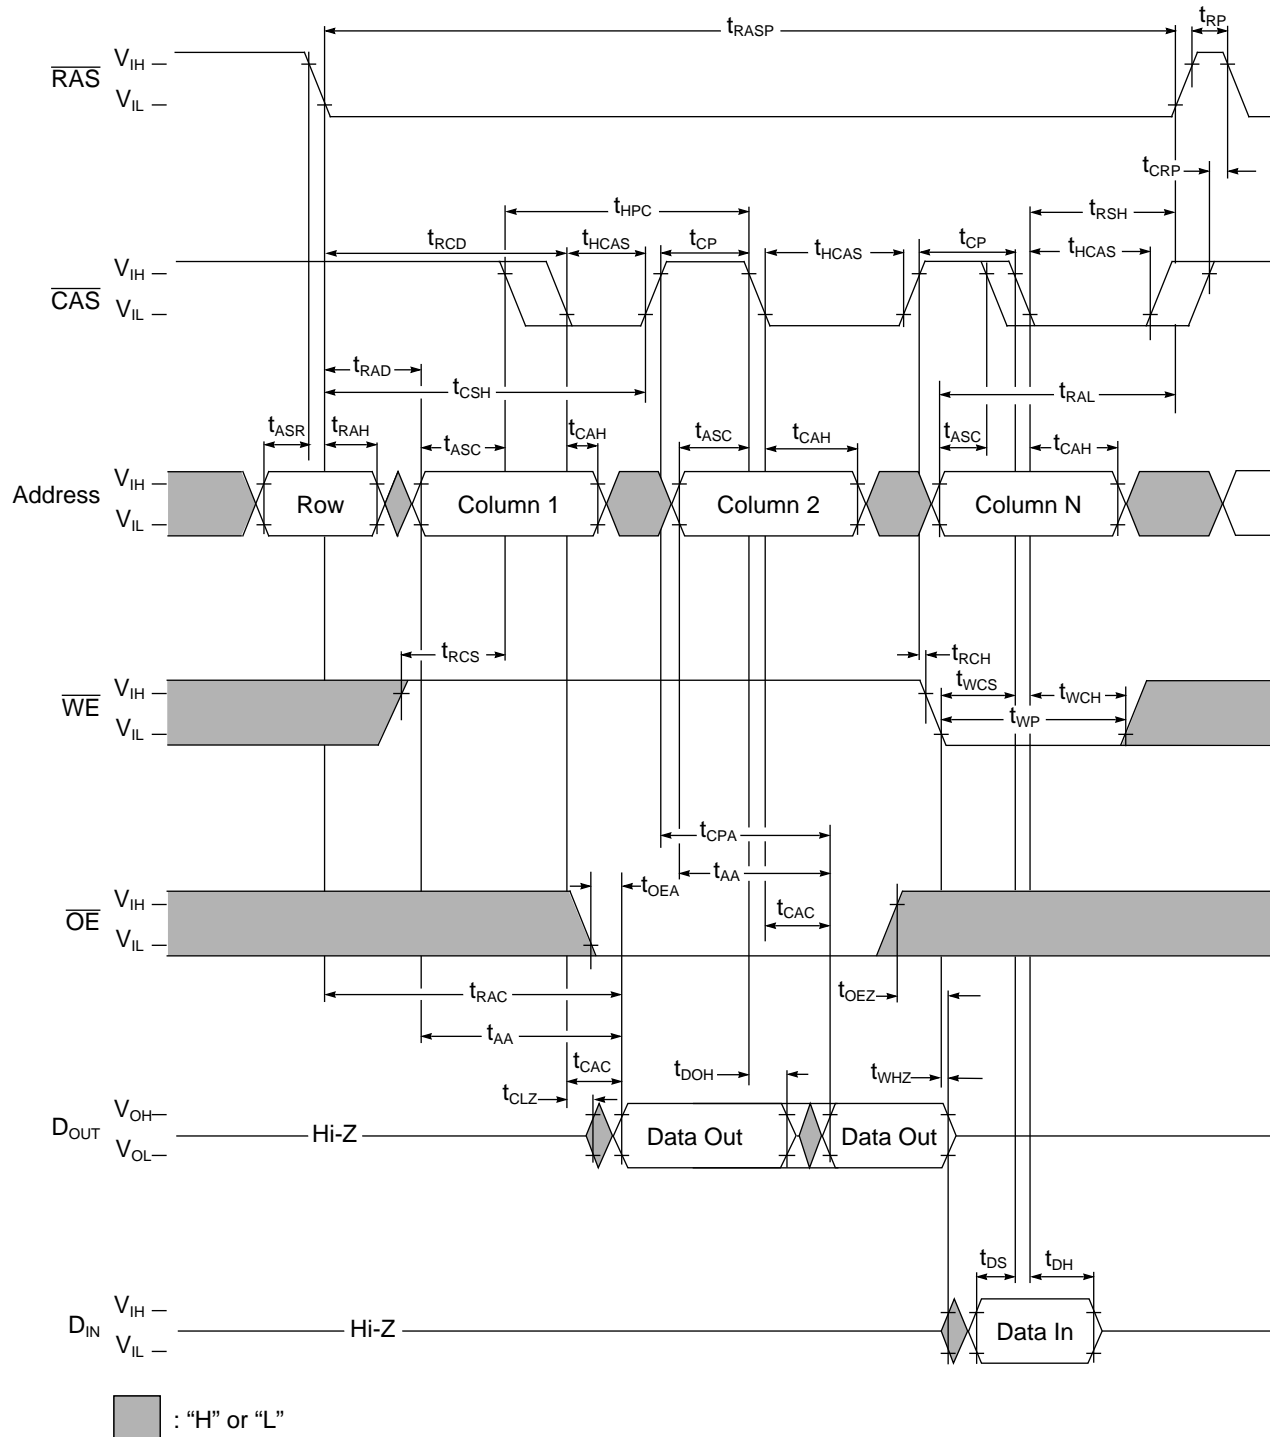 tRASP
tRP
RAS
VIH
VIL
tCRP
tHPC
tRSH
tRCD
tHCAS
tCP
tHCAS
tCP
tHCAS
CAS
VIH
VIL
tRAD
tCSH
tRAL
tASR
tRAH
tASC
tCAH
tASC
tCAH
tASC
tCAH
Address
VIH
VIL
Row
Column 1
Column 2
Column N
tRCS
tRCH
WE
VIH
VIL
tWCS
tWCH
tWP
tCPA
tAA
tOEA
tCAC
OE
VIH
VIL
tRAC
tOEZ
tAA
tCAC
tDOH
tWHZ
tCLZ
DOUT
VOH
VOL
Hi-Z
Data Out
Data Out
tDS
tDH
DIN
VIH
VIL
Hi-Z
Data In
: “H” or “L”